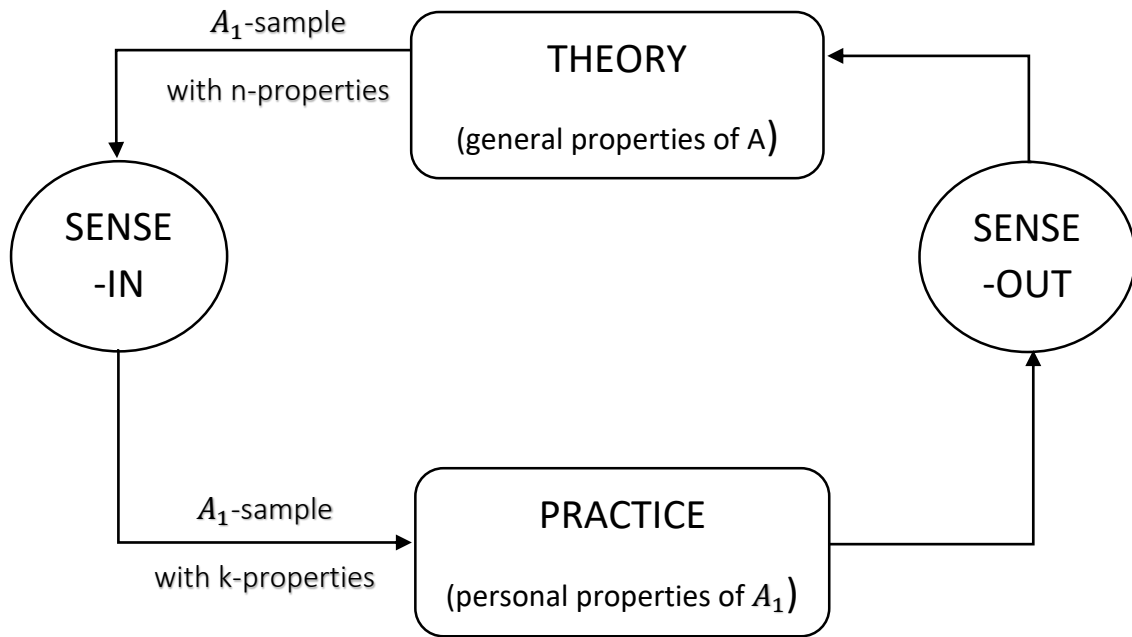 A₁-sample
with n-properties
THEORY
(general properties of A)
SENSE
-IN
SENSE
-OUT
A₁-sample
with k-properties
PRACTICE
(personal properties of A₁)